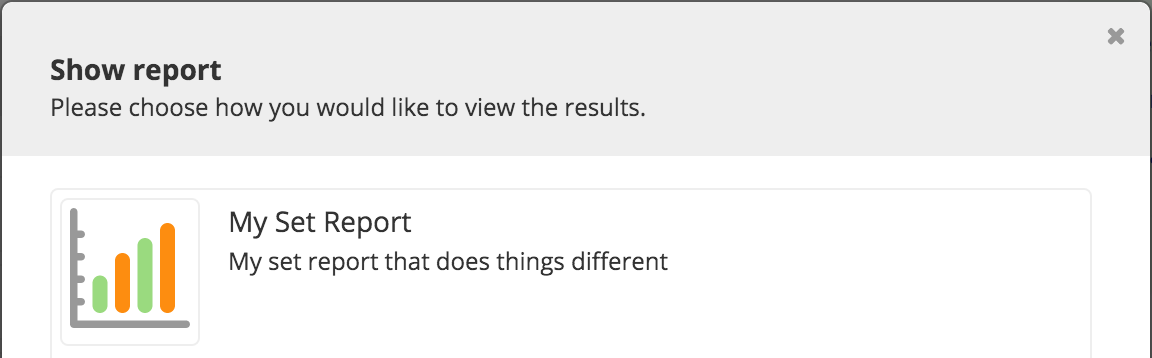 Show report
Please choose how you would like to view the results.
My Set Report
My set report that does things different